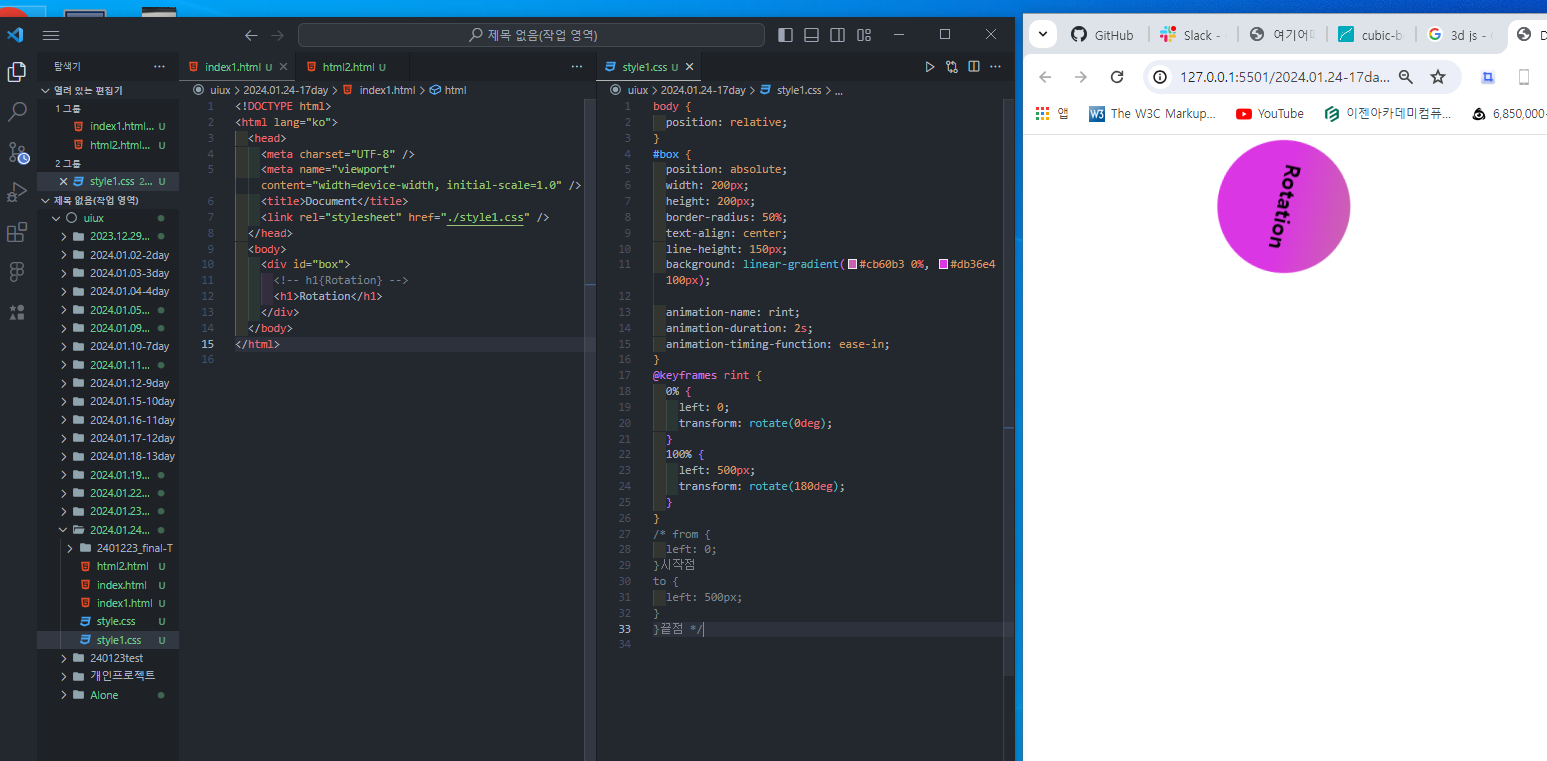 제목 없음(작업 영역)
탐색기
열려 있는 편집기
1 그룹
index1.html... U
html2.html... U
2 그룹
style1.css 2... U
제목 없음(작업 영역)
uiux
2023.12.29...
2024.01.02-2day
2024.01.03-3day
2024.01.04-4day
2024.01.05...
2024.01.09...
2024.01.10-7day
2024.01.11...
2024.01.12-9day
2024.01.15-10day
2024.01.16-11day
2024.01.17-12day
2024.01.18-13day
2024.01.19...
2024.01.22...
2024.01.23...
2024.01.24...
2401223_final-T
html2.html U
index.html U
index1.html U
style.css U
style1.css U
240123test
개인프로젝트
Alone
index1.html U
html2.html U
uiux > 2024.01.24-17day > index1.html > html
1 <!DOCTYPE html>
2 <html lang="ko">
3 <head>
4 <meta charset="UTF-8" />
5 <meta name="viewport"
content="width=device-width, initial-scale=1.0" />
6 <title>Document</title>
7 <link rel="stylesheet" href="./style1.css" />
8 </head>
9 <body>
10 <div id="box">
11 <!-- h1{Rotation} -->
12 <h1>Rotation</h1>
13 </div>
14 </body>
15 </html>
16
style1.css U
uiux > 2024.01.24-17day > style1.css > ...
1 body {
2 position: relative;
3 }
4 #box {
5 position: absolute;
6 width: 200px;
7 height: 200px;
8 border-radius: 50%;
9 text-align: center;
10 line-height: 150px;
11 background: linear-gradient(#cb60b3 0%, #db36e4
100px);
12
13 animation-name: rint;
14 animation-duration: 2s;
15 animation-timing-function: ease-in;
16 }
17 @keyframes rint {
18 0% {
19 left: 0;
20 transform: rotate(0deg);
21 }
22 100% {
23 left: 500px;
24 transform: rotate(180deg);
25 }
26 }
27 /* from {
28 left: 0;
29 }시작점
30 to {
31 left: 500px;
32 }
33 }끝점 */
34
GitHub
Slack -
여기어
cubic-b
3d js -
D
127.0.0.1:5501/2024.01.24-17da...
앱
W3 The W3C Markup...
YouTube
이젠아카데미컴퓨...
6,850,000
Rotation